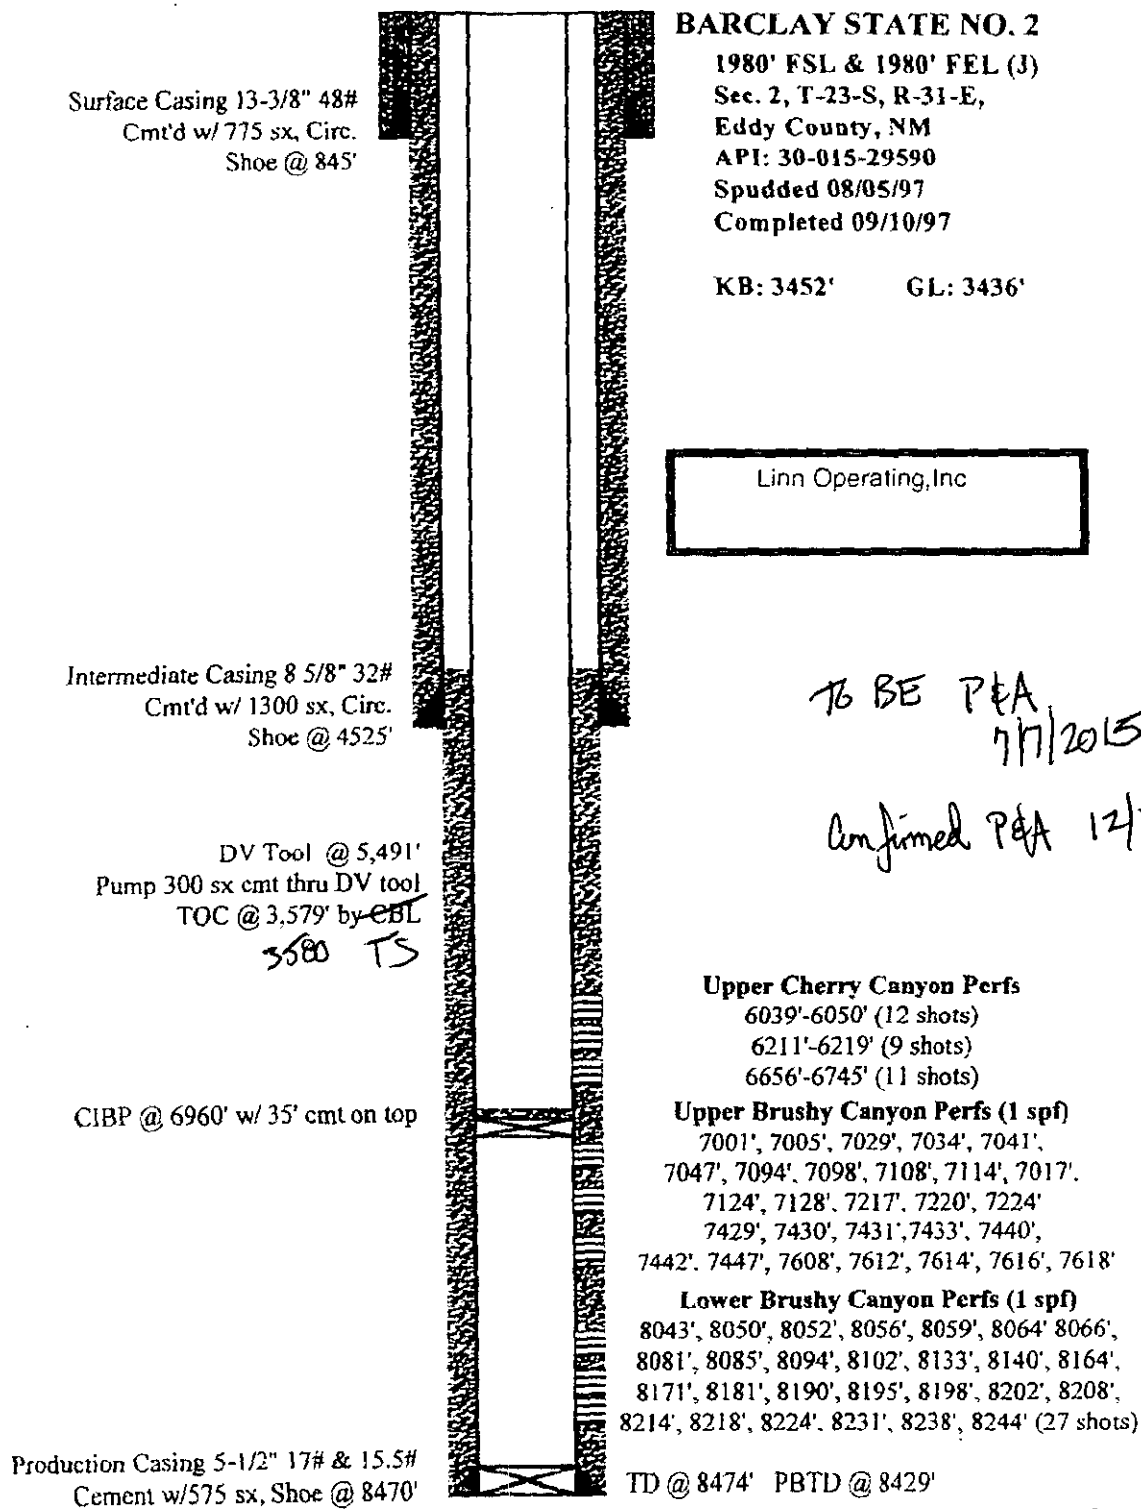 BARCLAY STATE NO. 2
1980' FSL & 1980' FEL (J)
Sec. 2, T-23-S, R-31-E,
Eddy County, NM
API: 30-015-29590
Spudded 08/05/97
Completed 09/10/97
KB: 3452' GL: 3436'
Surface Casing 13-3/8" 48#
Cmt'd w/ 775 sx, Circ.
Shoe @ 845'
Linn Operating,Inc
Intermediate Casing 8 5/8" 32#
Cmt'd w/ 1300 sx, Circ.
Shoe @ 4525'
TO BE P&A
7/7/2015
Confirmed P&A 12/
DV Tool @ 5,491'
Pump 300 sx cmt thru DV tool
TOC @ 3,579' by CBL
3580 TS
Upper Cherry Canyon Perfs
6039'-6050' (12 shots)
6211'-6219' (9 shots)
6656'-6745' (11 shots)
CIBP @ 6960' w/ 35' cmt on top
Upper Brushy Canyon Perfs (1 spf)
7001', 7005', 7029', 7034', 7041',
7047', 7094', 7098', 7108', 7114', 7017'.
7124', 7128', 7217', 7220', 7224'
7429', 7430', 7431',7433', 7440',
7442'. 7447', 7608', 7612', 7614', 7616', 7618'
Lower Brushy Canyon Perfs (1 spf)
8043', 8050', 8052', 8056', 8059', 8064' 8066',
8081', 8085', 8094', 8102', 8133', 8140', 8164',
8171', 8181', 8190', 8195', 8198', 8202', 8208',
8214', 8218', 8224'. 8231', 8238', 8244' (27 shots)
Production Casing 5-1/2" 17# & 15.5#
Cement w/575 sx, Shoe @ 8470'
TD @ 8474' PBTD @ 8429'